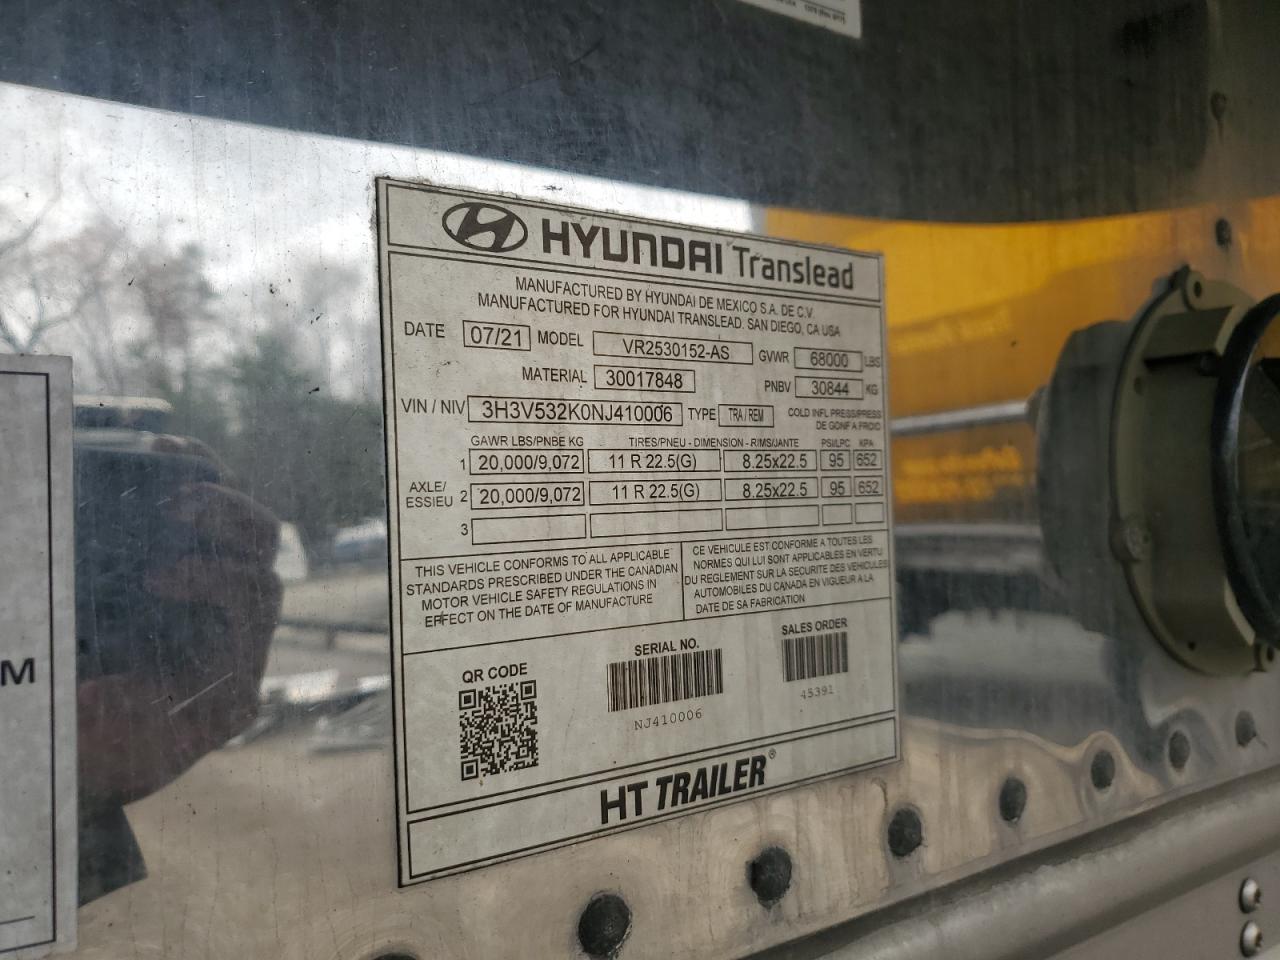 HYUNDAI Translead
MANUFACTURED BY HYUNDAI DE MEXICO S.A. DE C.V.
MANUFACTURED FOR HYUNDAI TRANSLEAD. SAN DIEGO, CA USA
DATE 07/21 MODEL VR2530152-AS GVWR 68000 LBS
MATERIAL 30017848 PNBV 30844 KG
VIN / NIV 3H3V532K0NJ410006 TYPE TRA / REM COLD INFL PRESS/PRESS
DE GONF A FROID
GAWR LBS/PNBE KG TIRES/PNEU - DIMENSION - RIMS/JANTE PSI/LPC KPA
1 20,000/9,072 11 R 22.5(G) 8.25x22.5 95 652
AXLE/
ESSIEU 2 20,000/9,072 11 R 22.5(G) 8.25x22.5 95 652
3
THIS VEHICLE CONFORMS TO ALL APPLICABLE
STANDARDS PRESCRIBED UNDER THE CANADIAN
MOTOR VEHICLE SAFETY REGULATIONS IN
EFFECT ON THE DATE OF MANUFACTURE
CE VEHICULE EST CONFORME A TOUTES LES
NORMES QUI LUI SONT APPLICABLES EN VERTU
DU REGLEMENT SUR LA SECURITE DES VEHICULES
AUTOMOBILES DU CANADA EN VIGUEUR A LA
DATE DE SA FABRICATION
QR CODE
SERIAL NO.
NJ410006
SALES ORDER
45391
HT TRAILER®
M